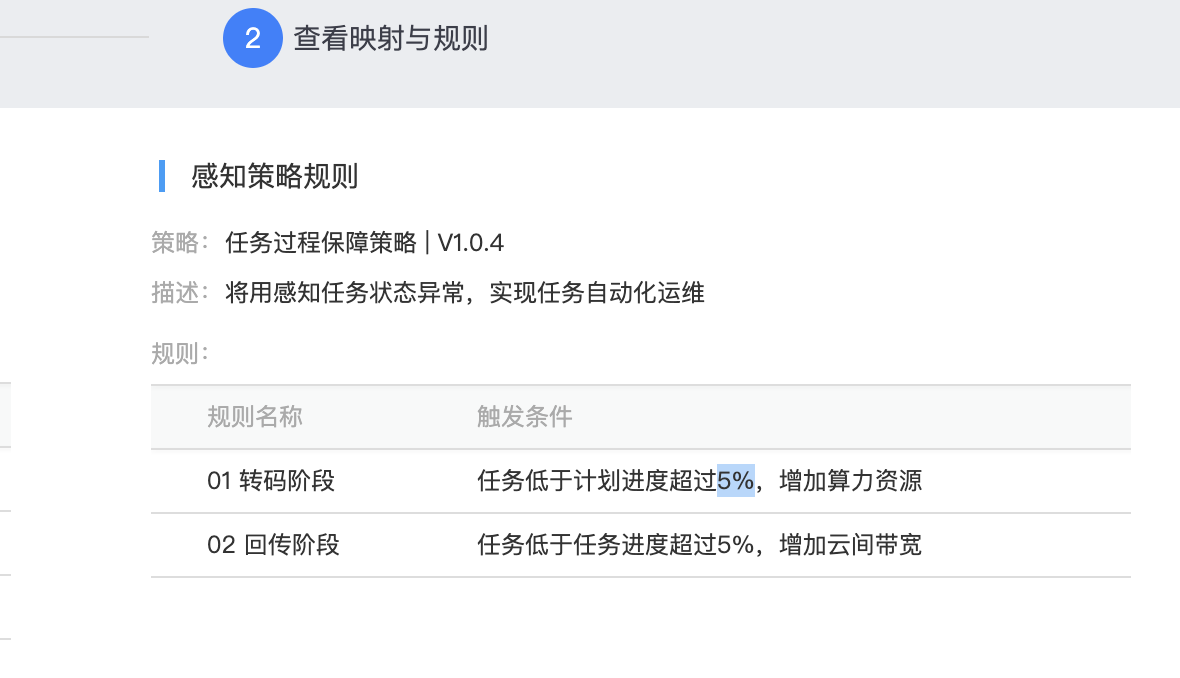 2 查看映射与规则
感知策略规则
策略： 任务过程保障策略 | V1.0.4
描述： 将用感知任务状态异常，实现任务自动化运维
规则：
规则名称 触发条件
01 转码阶段 任务低于计划进度超过5%，增加算力资源
02 回传阶段 任务低于任务进度超过5%，增加云间带宽